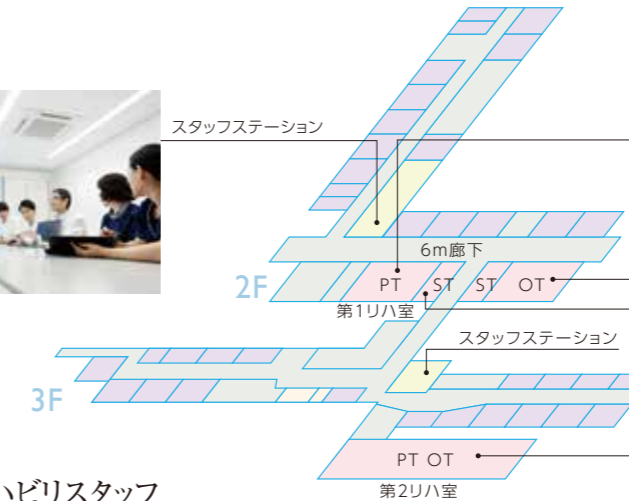 スタッフステーション
6m廊下
2F
PT
ST
ST
OT
第1リハ室
スタッフステーション
3F
PT OT
第2リハ室
ハビリスタッフ